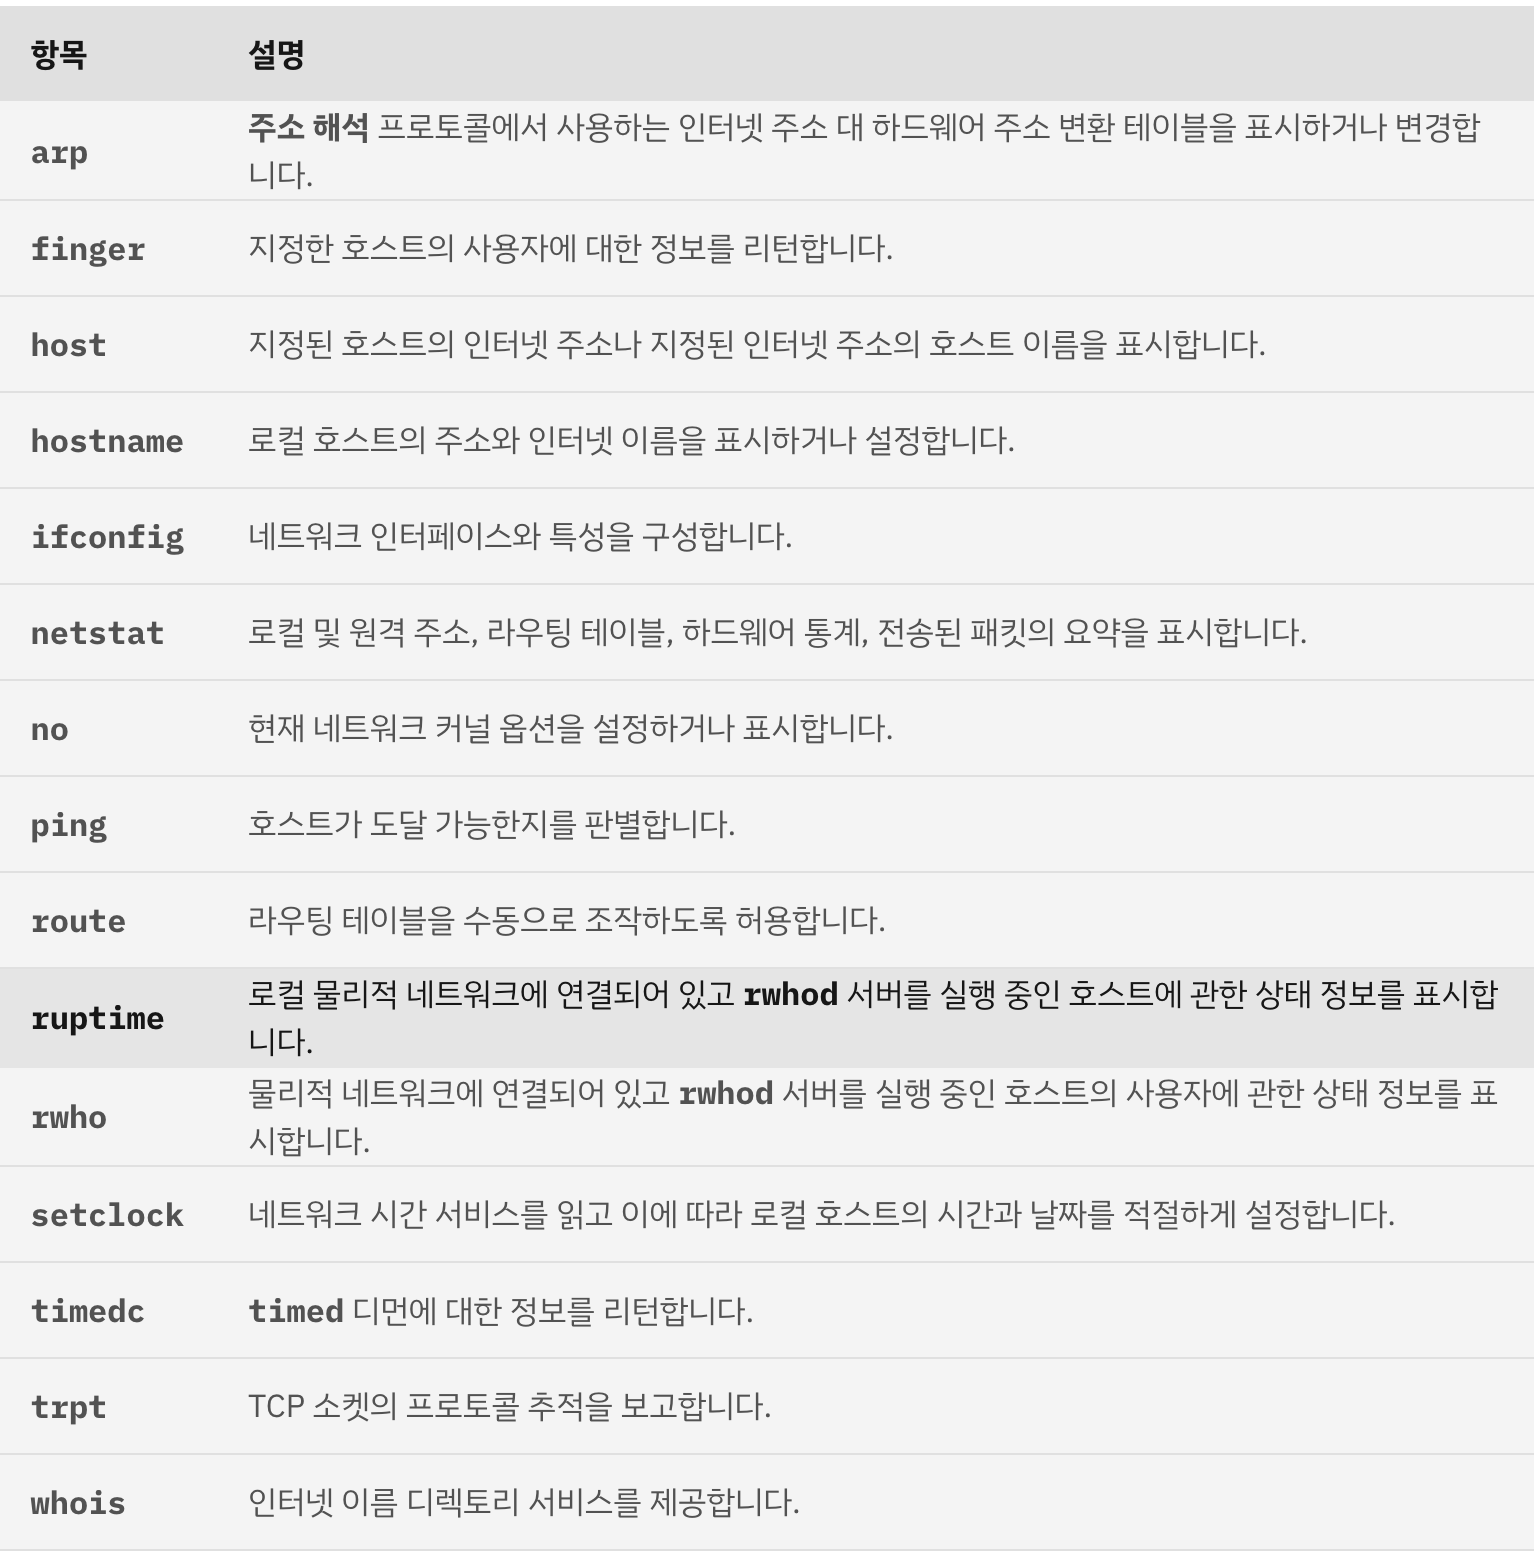 항목 설명
arp 주소 해석 프로토콜에서 사용하는 인터넷 주소 대 하드웨어 주소 변환 테이블을 표시하거나 변경합
니다.
finger 지정한 호스트의 사용자에 대한 정보를 리턴합니다.
host 지정된 호스트의 인터넷 주소나 지정된 인터넷 주소의 호스트 이름을 표시합니다.
hostname 로컬 호스트의 주소와 인터넷 이름을 표시하거나 설정합니다.
ifconfig 네트워크 인터페이스와 특성을 구성합니다.
netstat 로컬 및 원격 주소, 라우팅 테이블, 하드웨어 통계, 전송된 패킷의 요약을 표시합니다.
no 현재 네트워크 커널 옵션을 설정하거나 표시합니다.
ping 호스트가 도달 가능한지를 판별합니다.
route 라우팅 테이블을 수동으로 조작하도록 허용합니다.
ruptime 로컬 물리적 네트워크에 연결되어 있고 rwhod 서버를 실행 중인 호스트에 관한 상태 정보를 표시합
니다.
rwho 물리적 네트워크에 연결되어 있고 rwhod 서버를 실행 중인 호스트의 사용자에 관한 상태 정보를 표
시합니다.
setclock 네트워크 시간 서비스를 읽고 이에 따라 로컬 호스트의 시간과 날짜를 적절하게 설정합니다.
timedc timed 디먼에 대한 정보를 리턴합니다.
trpt TCP 소켓의 프로토콜 추적을 보고합니다.
whois 인터넷 이름 디렉토리 서비스를 제공합니다.